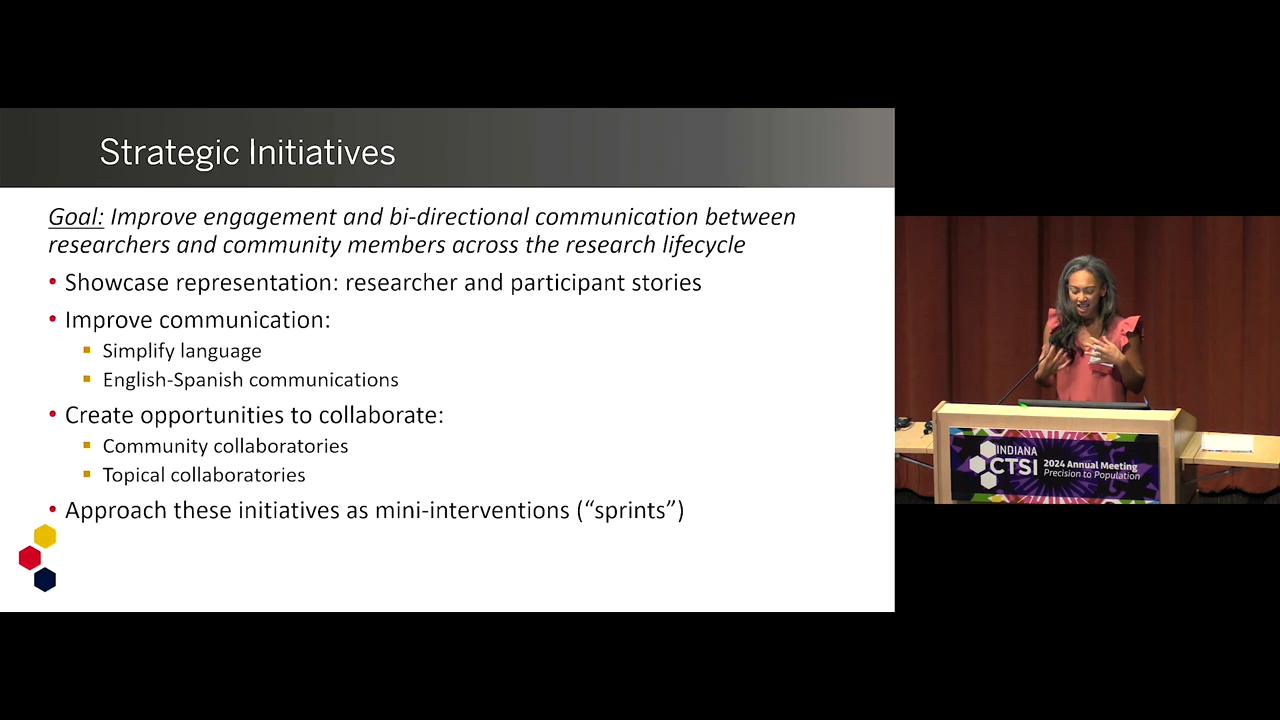 Strategic Initiatives
Goal: Improve engagement and bi-directional communication between
researchers and community members across the research lifecycle
• Showcase representation: researcher and participant stories
• Improve communication:
▪ Simplify language
▪ English-Spanish communications
• Create opportunities to collaborate:
▪ Community collaboratories
▪ Topical collaboratories
• Approach these initiatives as mini-interventions (“sprints”)
INDIANA
CTSI
2024 Annual Meeting
Precision to Population